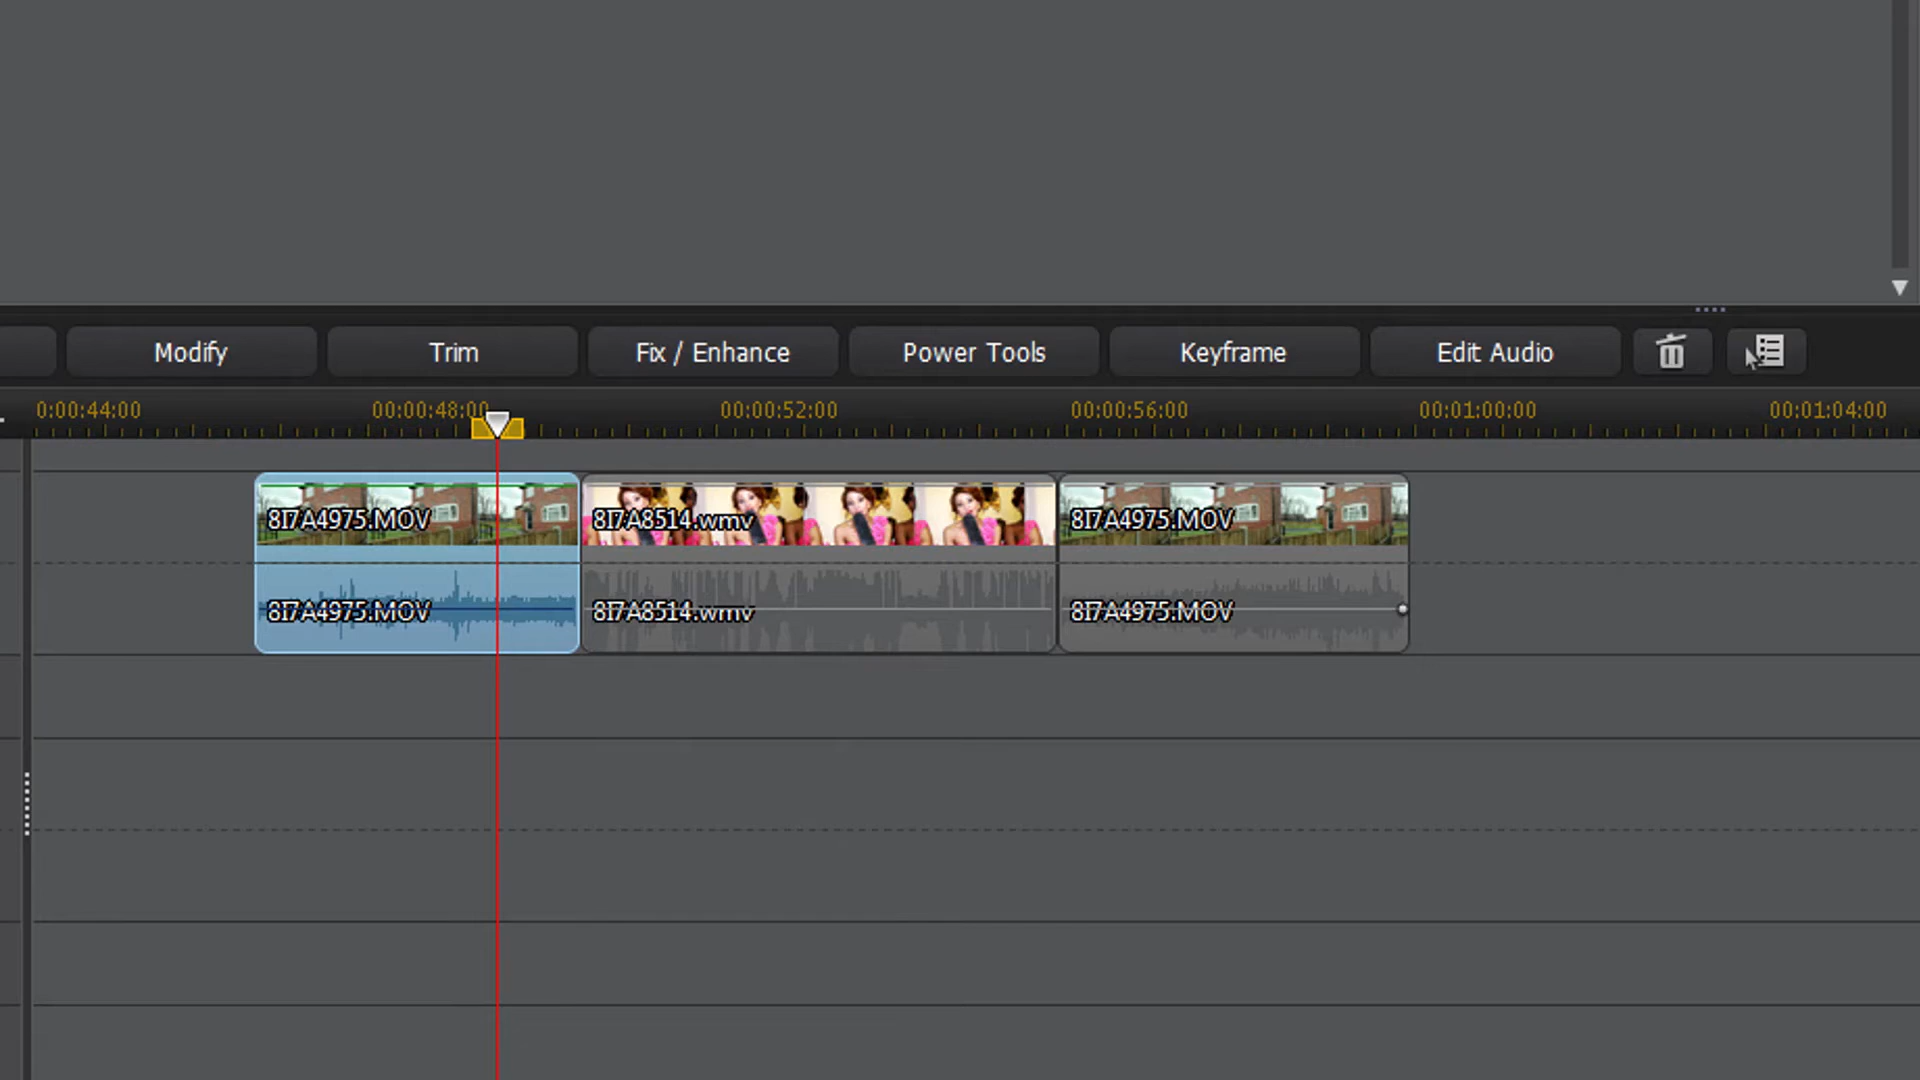 Modify Trim Fix / Enhance Power Tools Keyframe Edit Audio
0:00:44:00 00:00:48:00 00:00:52:00 00:00:56:00 00:01:00:00 00:01:04:00
8I7A4975.MOV 8I7A8514.wmv 8I7A4975.MOV
8I7A4975.MOV 8I7A8514.wmv 8I7A4975.MOV